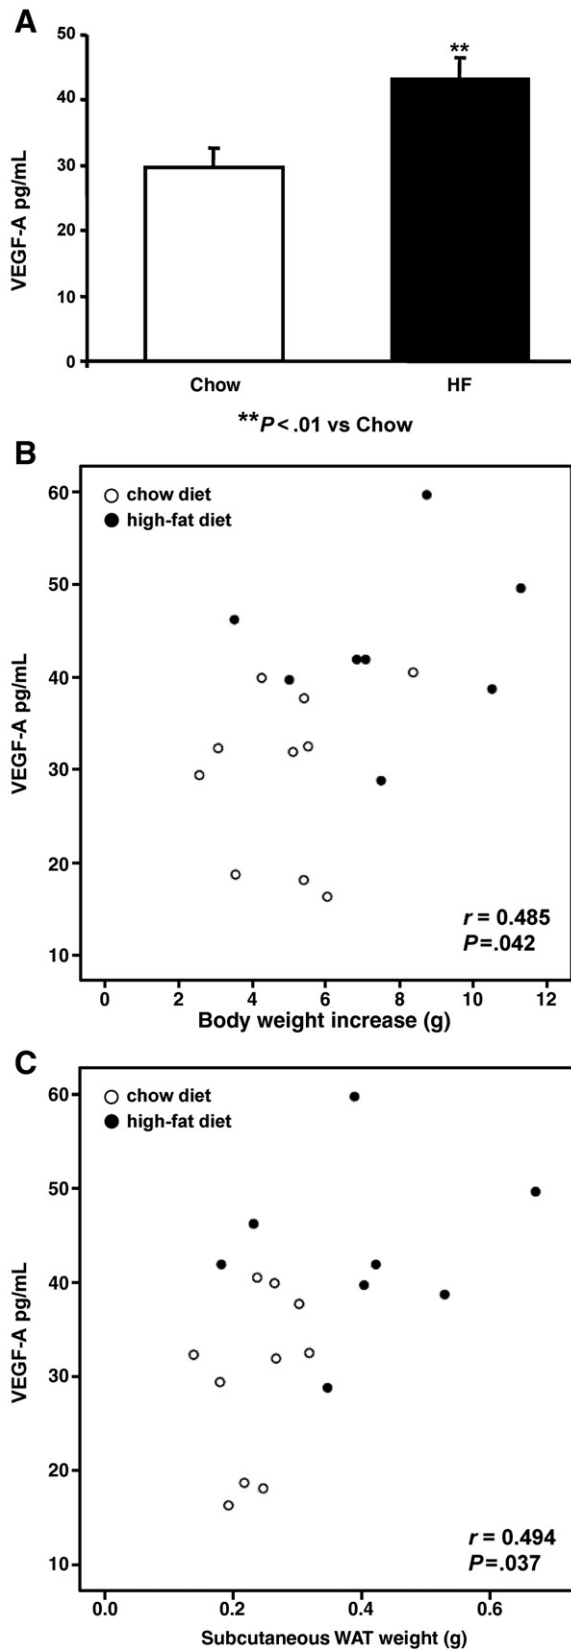 A
VEGF-A pg/mL
50
40
30
20
10
0
**
Chow HF
**P < .01 vs Chow
B
chow diet
high-fat diet
VEGF-A pg/mL
60
50
40
30
20
10
r = 0.485
P=.042
0 2 4 6 8 10 12
Body weight increase (g)
C
chow diet
high-fat diet
VEGF-A pg/mL
60
50
40
30
20
10
r = 0.494
P=.037
0.0 0.2 0.4 0.6
Subcutaneous WAT weight (g)